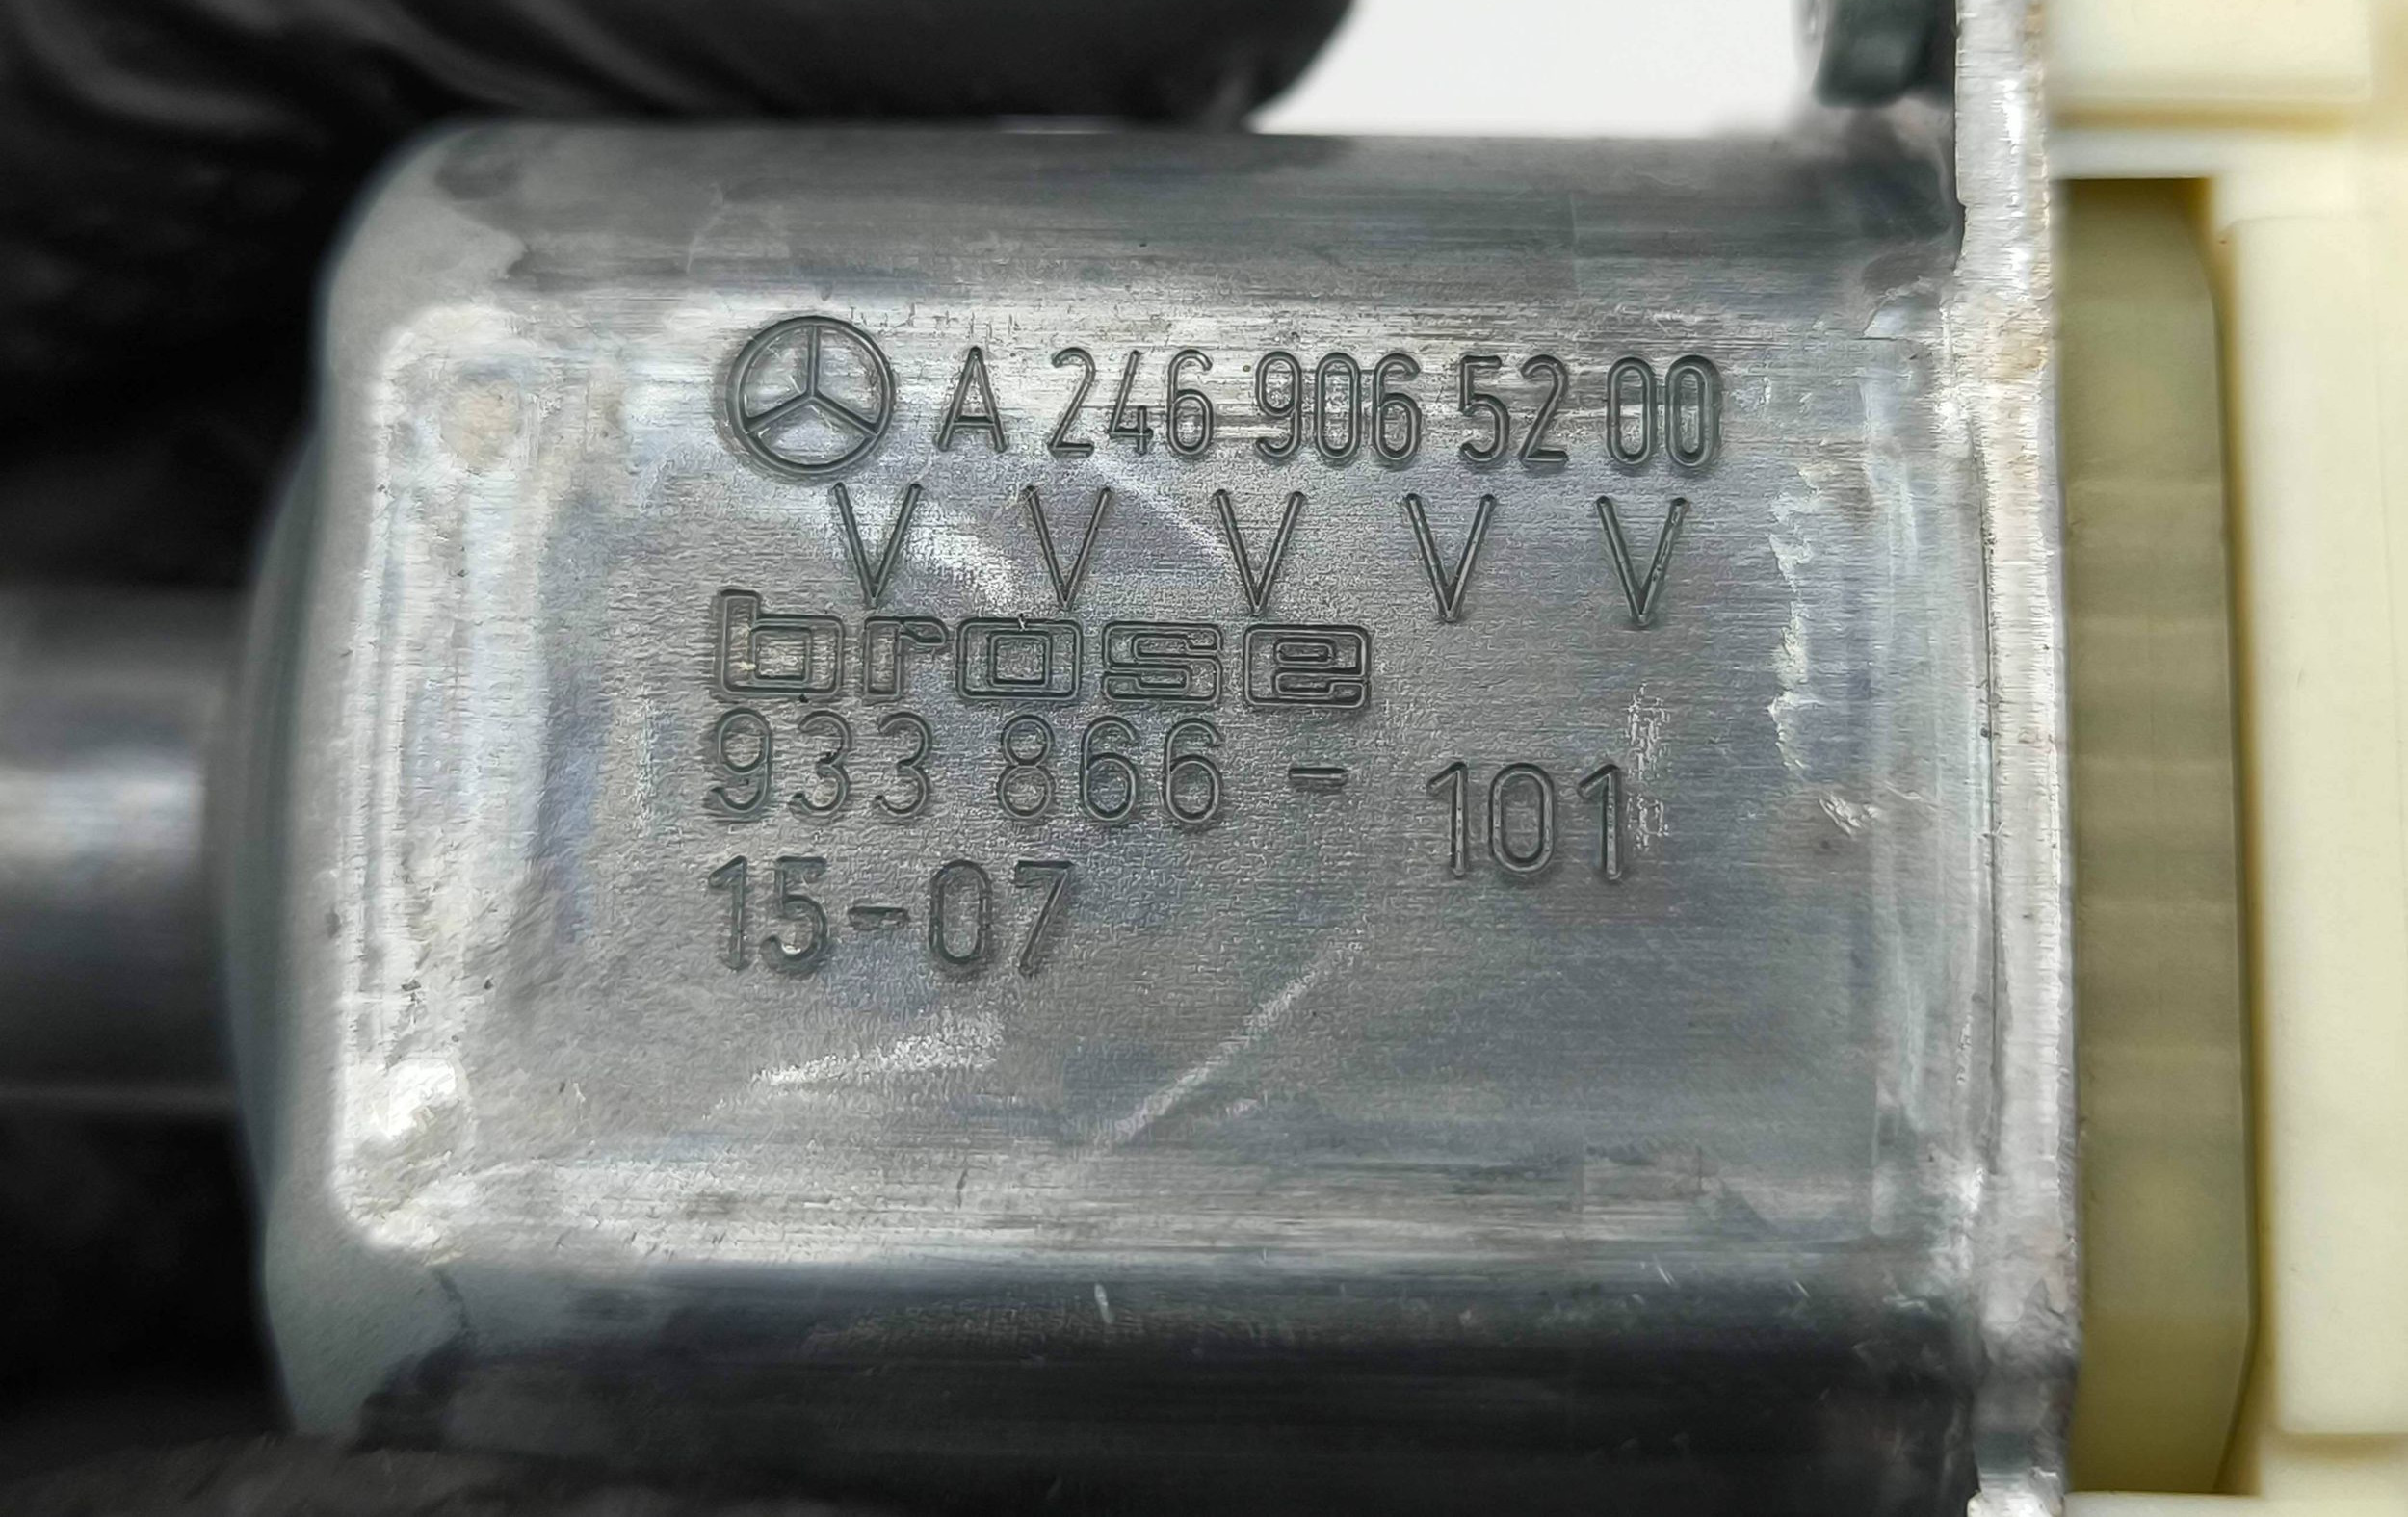 A 246 906 52 00
V V V V V
brose
933 866 - 101
15-07